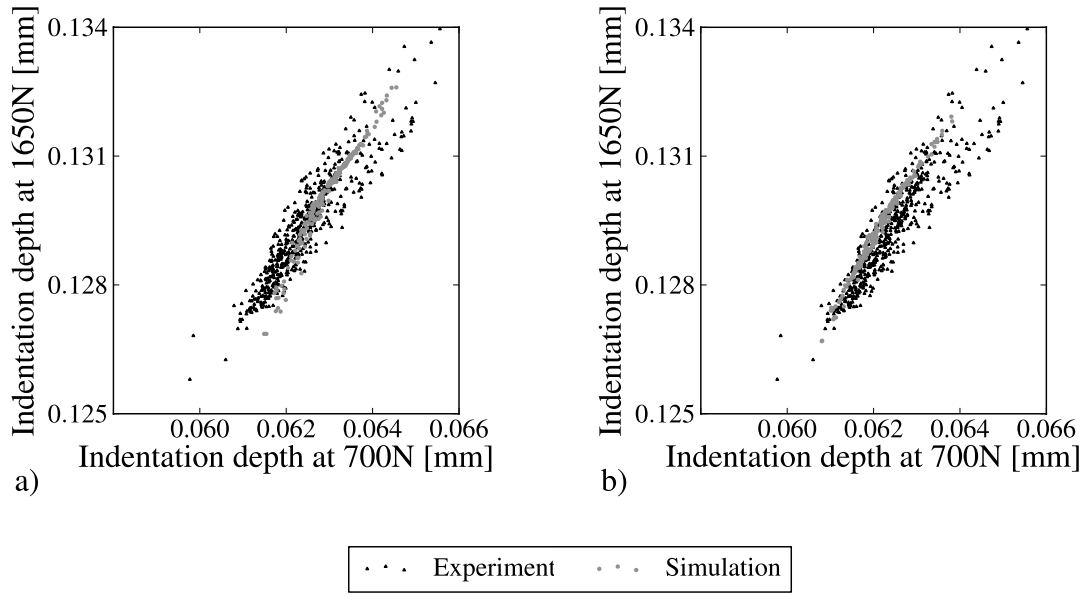 0.134
0.131
0.128
0.125
Indentation depth at 1650N [mm]
0.060 0.062 0.064 0.066
Indentation depth at 700N [mm]
a)
0.134
0.131
0.128
0.125
Indentation depth at 1650N [mm]
0.060 0.062 0.064 0.066
Indentation depth at 700N [mm]
b)
Experiment Simulation